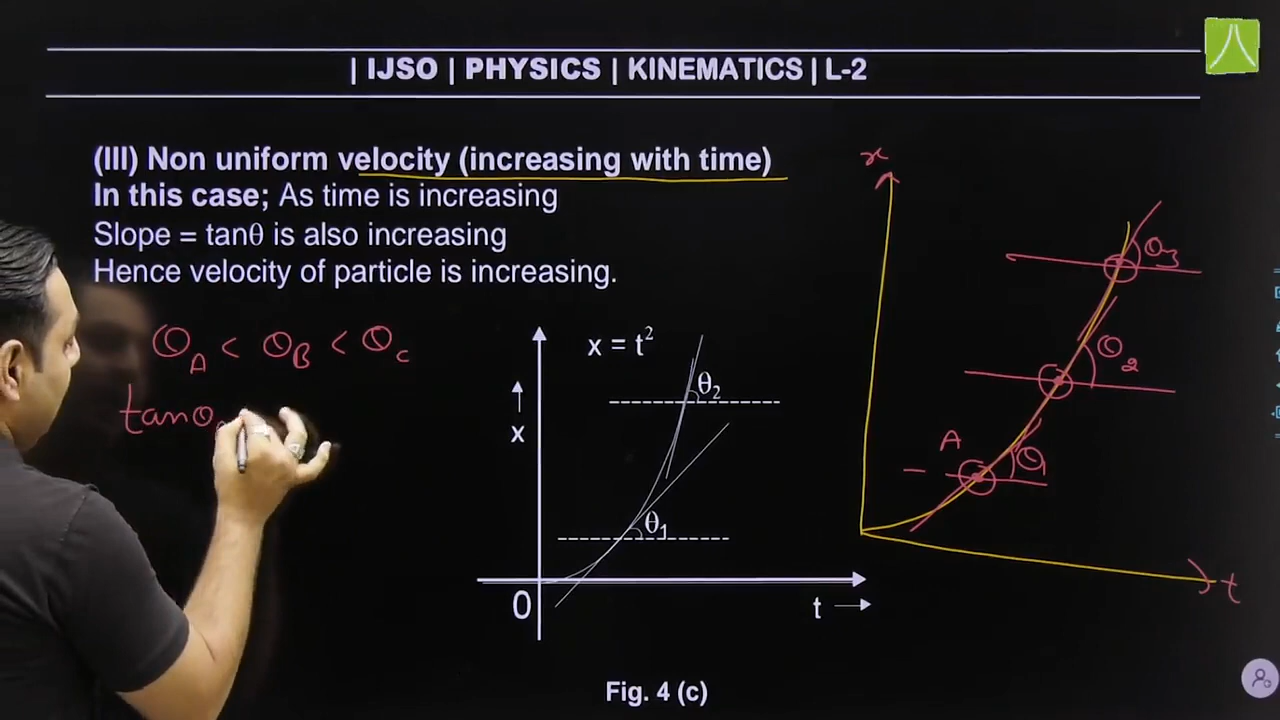 | IJSO | PHYSICS | KINEMATICS | L-2
(III) Non uniform velocity (increasing with time)
In this case; As time is increasing
Slope = tanθ is also increasing
Hence velocity of particle is increasing.
θA < θB < θc
tanθ
x = t²
x
θ2
θ1
0
t
Fig. 4 (c)
x
θ3
θ2
A
θ1
t